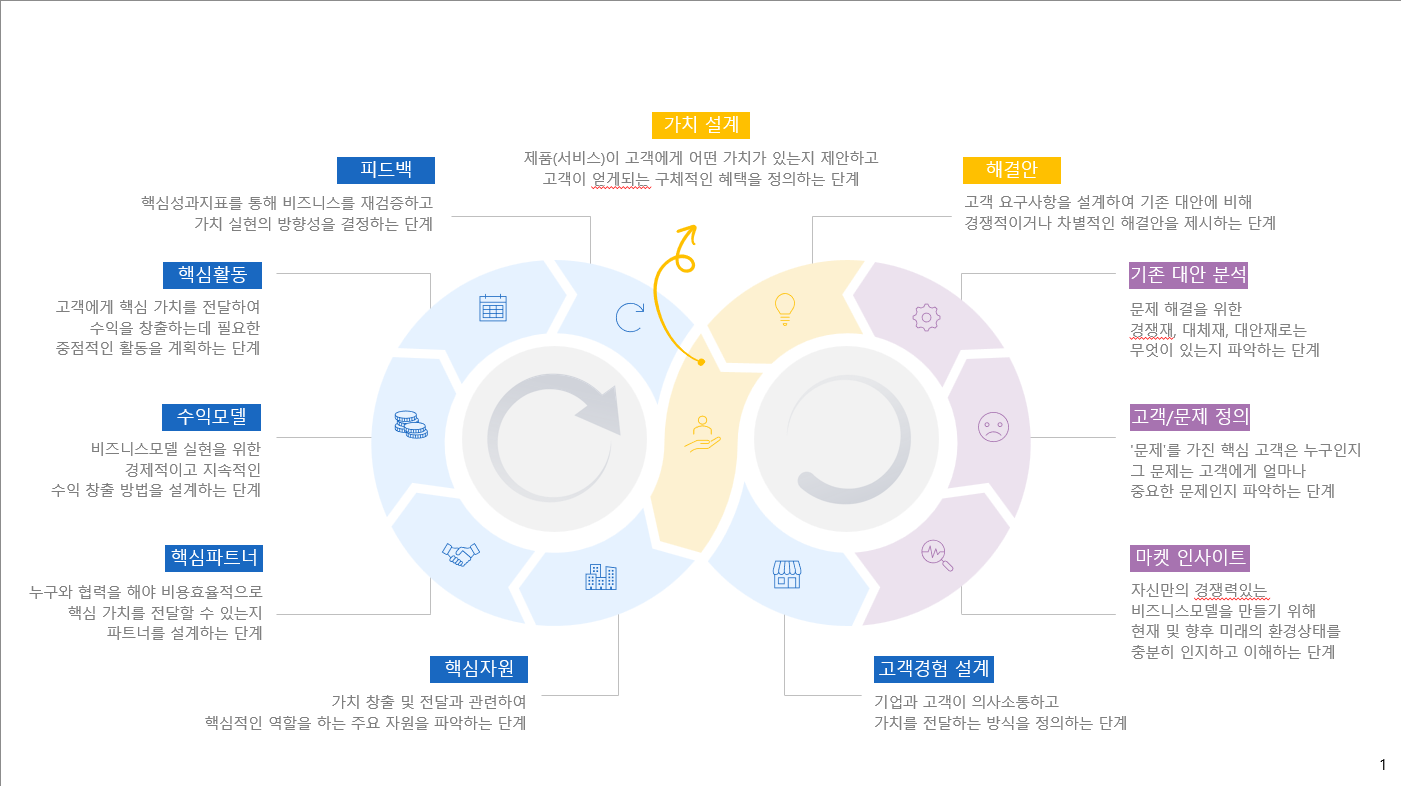 가치 설계
제품(서비스)이 고객에게 어떤 가치가 있는지 제안하고
고객이 얻게되는 구체적인 혜택을 정의하는 단계
피드백
핵심성과지표를 통해 비즈니스를 재검증하고
가치 실현의 방향성을 결정하는 단계
해결안
고객 요구사항을 설계하여 기존 대안에 비해
경쟁적이거나 차별적인 해결안을 제시하는 단계
핵심활동
고객에게 핵심 가치를 전달하여
수익을 창출하는데 필요한
중점적인 활동을 계획하는 단계
기존 대안 분석
문제 해결을 위한
경쟁재, 대체재, 대안재로는
무엇이 있는지 파악하는 단계
수익모델
비즈니스모델 실현을 위한
경제적이고 지속적인
수익 창출 방법을 설계하는 단계
고객/문제 정의
'문제'를 가진 핵심 고객은 누구인지
그 문제는 고객에게 얼마나
중요한 문제인지 파악하는 단계
핵심파트너
누구와 협력을 해야 비용효율적으로
핵심 가치를 전달할 수 있는지
파트너를 설계하는 단계
마켓 인사이트
자신만의 경쟁력있는
비즈니스모델을 만들기 위해
현재 및 향후 미래의 환경상태를
충분히 인지하고 이해하는 단계
핵심자원
가치 창출 및 전달과 관련하여
핵심적인 역할을 하는 주요 자원을 파악하는 단계
고객경험 설계
기업과 고객이 의사소통하고
가치를 전달하는 방식을 정의하는 단계
1